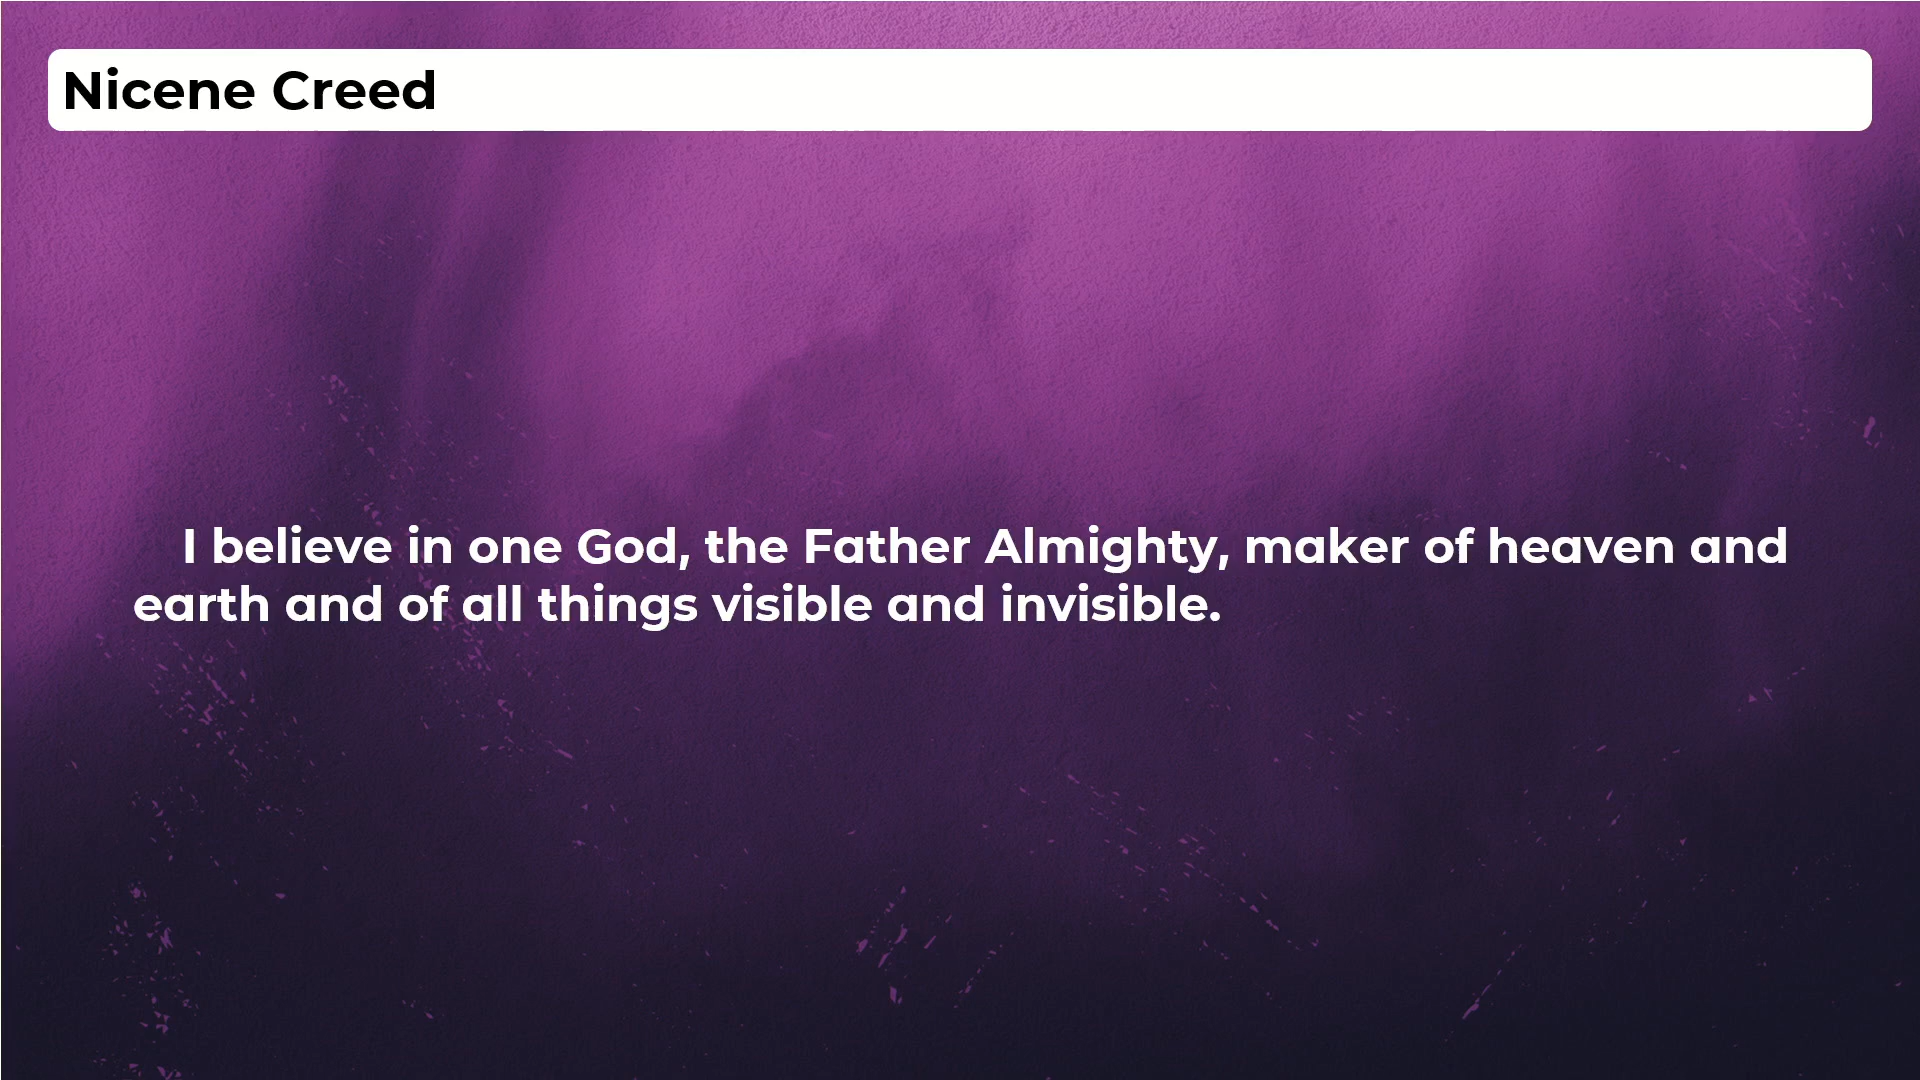 Nicene Creed
I believe in one God, the Father Almighty, maker of heaven and
earth and of all things visible and invisible.